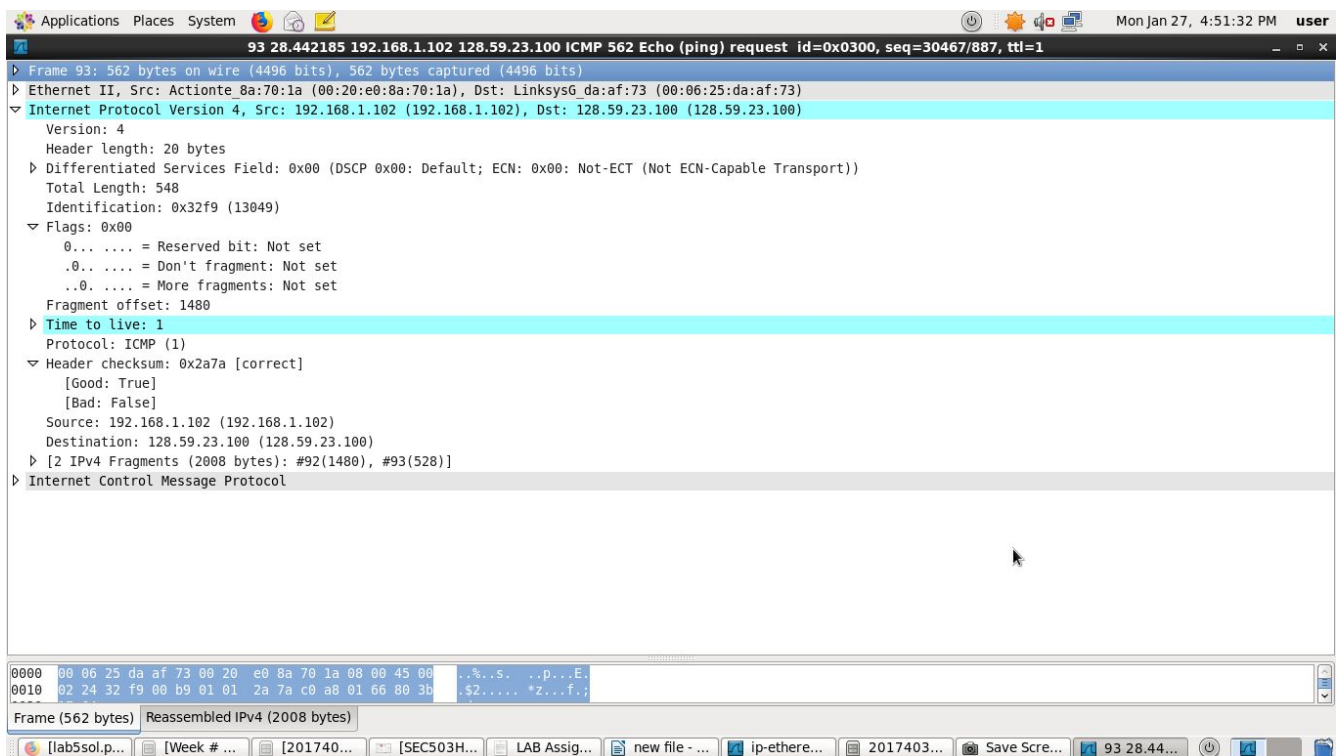 Applications Places System Mon Jan 27, 4:51:32 PM user
93 28.442185 192.168.1.102 128.59.23.100 ICMP 562 Echo (ping) request id=0x0300, seq=30467/887, ttl=1
Frame 93: 562 bytes on wire (4496 bits), 562 bytes captured (4496 bits)
Ethernet II, Src: Actionte_8a:70:1a (00:20:e0:8a:70:1a), Dst: LinksysG_da:af:73 (00:06:25:da:af:73)
Internet Protocol Version 4, Src: 192.168.1.102 (192.168.1.102), Dst: 128.59.23.100 (128.59.23.100)
Version: 4
Header length: 20 bytes
Differentiated Services Field: 0x00 (DSCP 0x00: Default; ECN: 0x00: Not-ECT (Not ECN-Capable Transport))
Total Length: 548
Identification: 0x32f9 (13049)
Flags: 0x00
0... .... = Reserved bit: Not set
.0.. .... = Don't fragment: Not set
..0. .... = More fragments: Not set
Fragment offset: 1480
Time to live: 1
Protocol: ICMP (1)
Header checksum: 0x2a7a [correct]
[Good: True]
[Bad: False]
Source: 192.168.1.102 (192.168.1.102)
Destination: 128.59.23.100 (128.59.23.100)
[2 IPv4 Fragments (2008 bytes): #92(1480), #93(528)]
Internet Control Message Protocol
0000 00 06 25 da af 73 00 20 e0 8a 70 1a 08 00 45 00 ..%..s. ..p...E.
0010 02 24 32 f9 00 b9 01 01 2a 7a c0 a8 01 66 80 3b .$2..... *z...f.;
Frame (562 bytes) Reassembled IPv4 (2008 bytes)
[lab5sol.p... [Week # ... [201740... [SEC503H... LAB Assig... new file - ... ip-ethere... 2017403... Save Scre... 93 28.44...